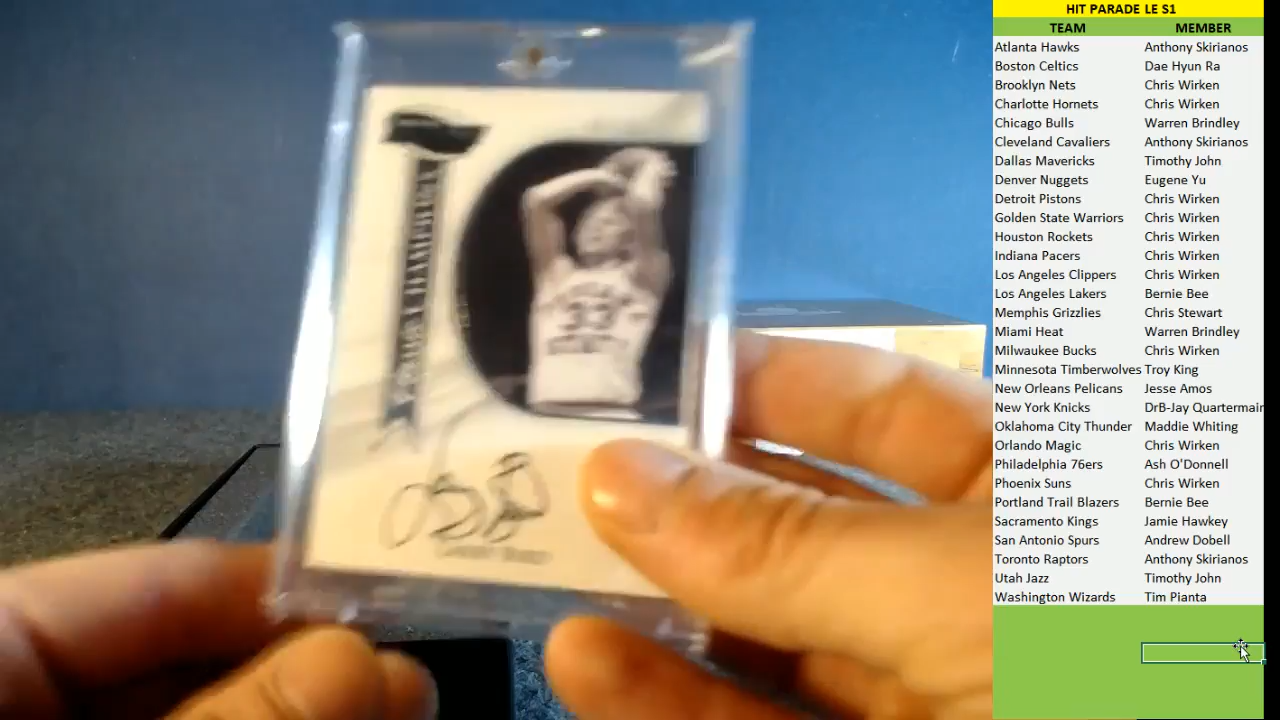 HIT PARADE LE S1
TEAM MEMBER
Atlanta Hawks Anthony Skirianos
Boston Celtics Dae Hyun Ra
Brooklyn Nets Chris Wirken
Charlotte Hornets Chris Wirken
Chicago Bulls Warren Brindley
Cleveland Cavaliers Anthony Skirianos
Dallas Mavericks Timothy John
Denver Nuggets Eugene Yu
Detroit Pistons Chris Wirken
Golden State Warriors Chris Wirken
Houston Rockets Chris Wirken
Indiana Pacers Chris Wirken
Los Angeles Clippers Chris Wirken
Los Angeles Lakers Bernie Bee
Memphis Grizzlies Chris Stewart
Miami Heat Warren Brindley
Milwaukee Bucks Chris Wirken
Minnesota Timberwolves Troy King
New Orleans Pelicans Jesse Amos
New York Knicks DrB-Jay Quartermair
Oklahoma City Thunder Maddie Whiting
Orlando Magic Chris Wirken
Philadelphia 76ers Ash O'Donnell
Phoenix Suns Chris Wirken
Portland Trail Blazers Bernie Bee
Sacramento Kings Jamie Hawkey
San Antonio Spurs Andrew Dobell
Toronto Raptors Anthony Skirianos
Utah Jazz Timothy John
Washington Wizards Tim Pianta
33